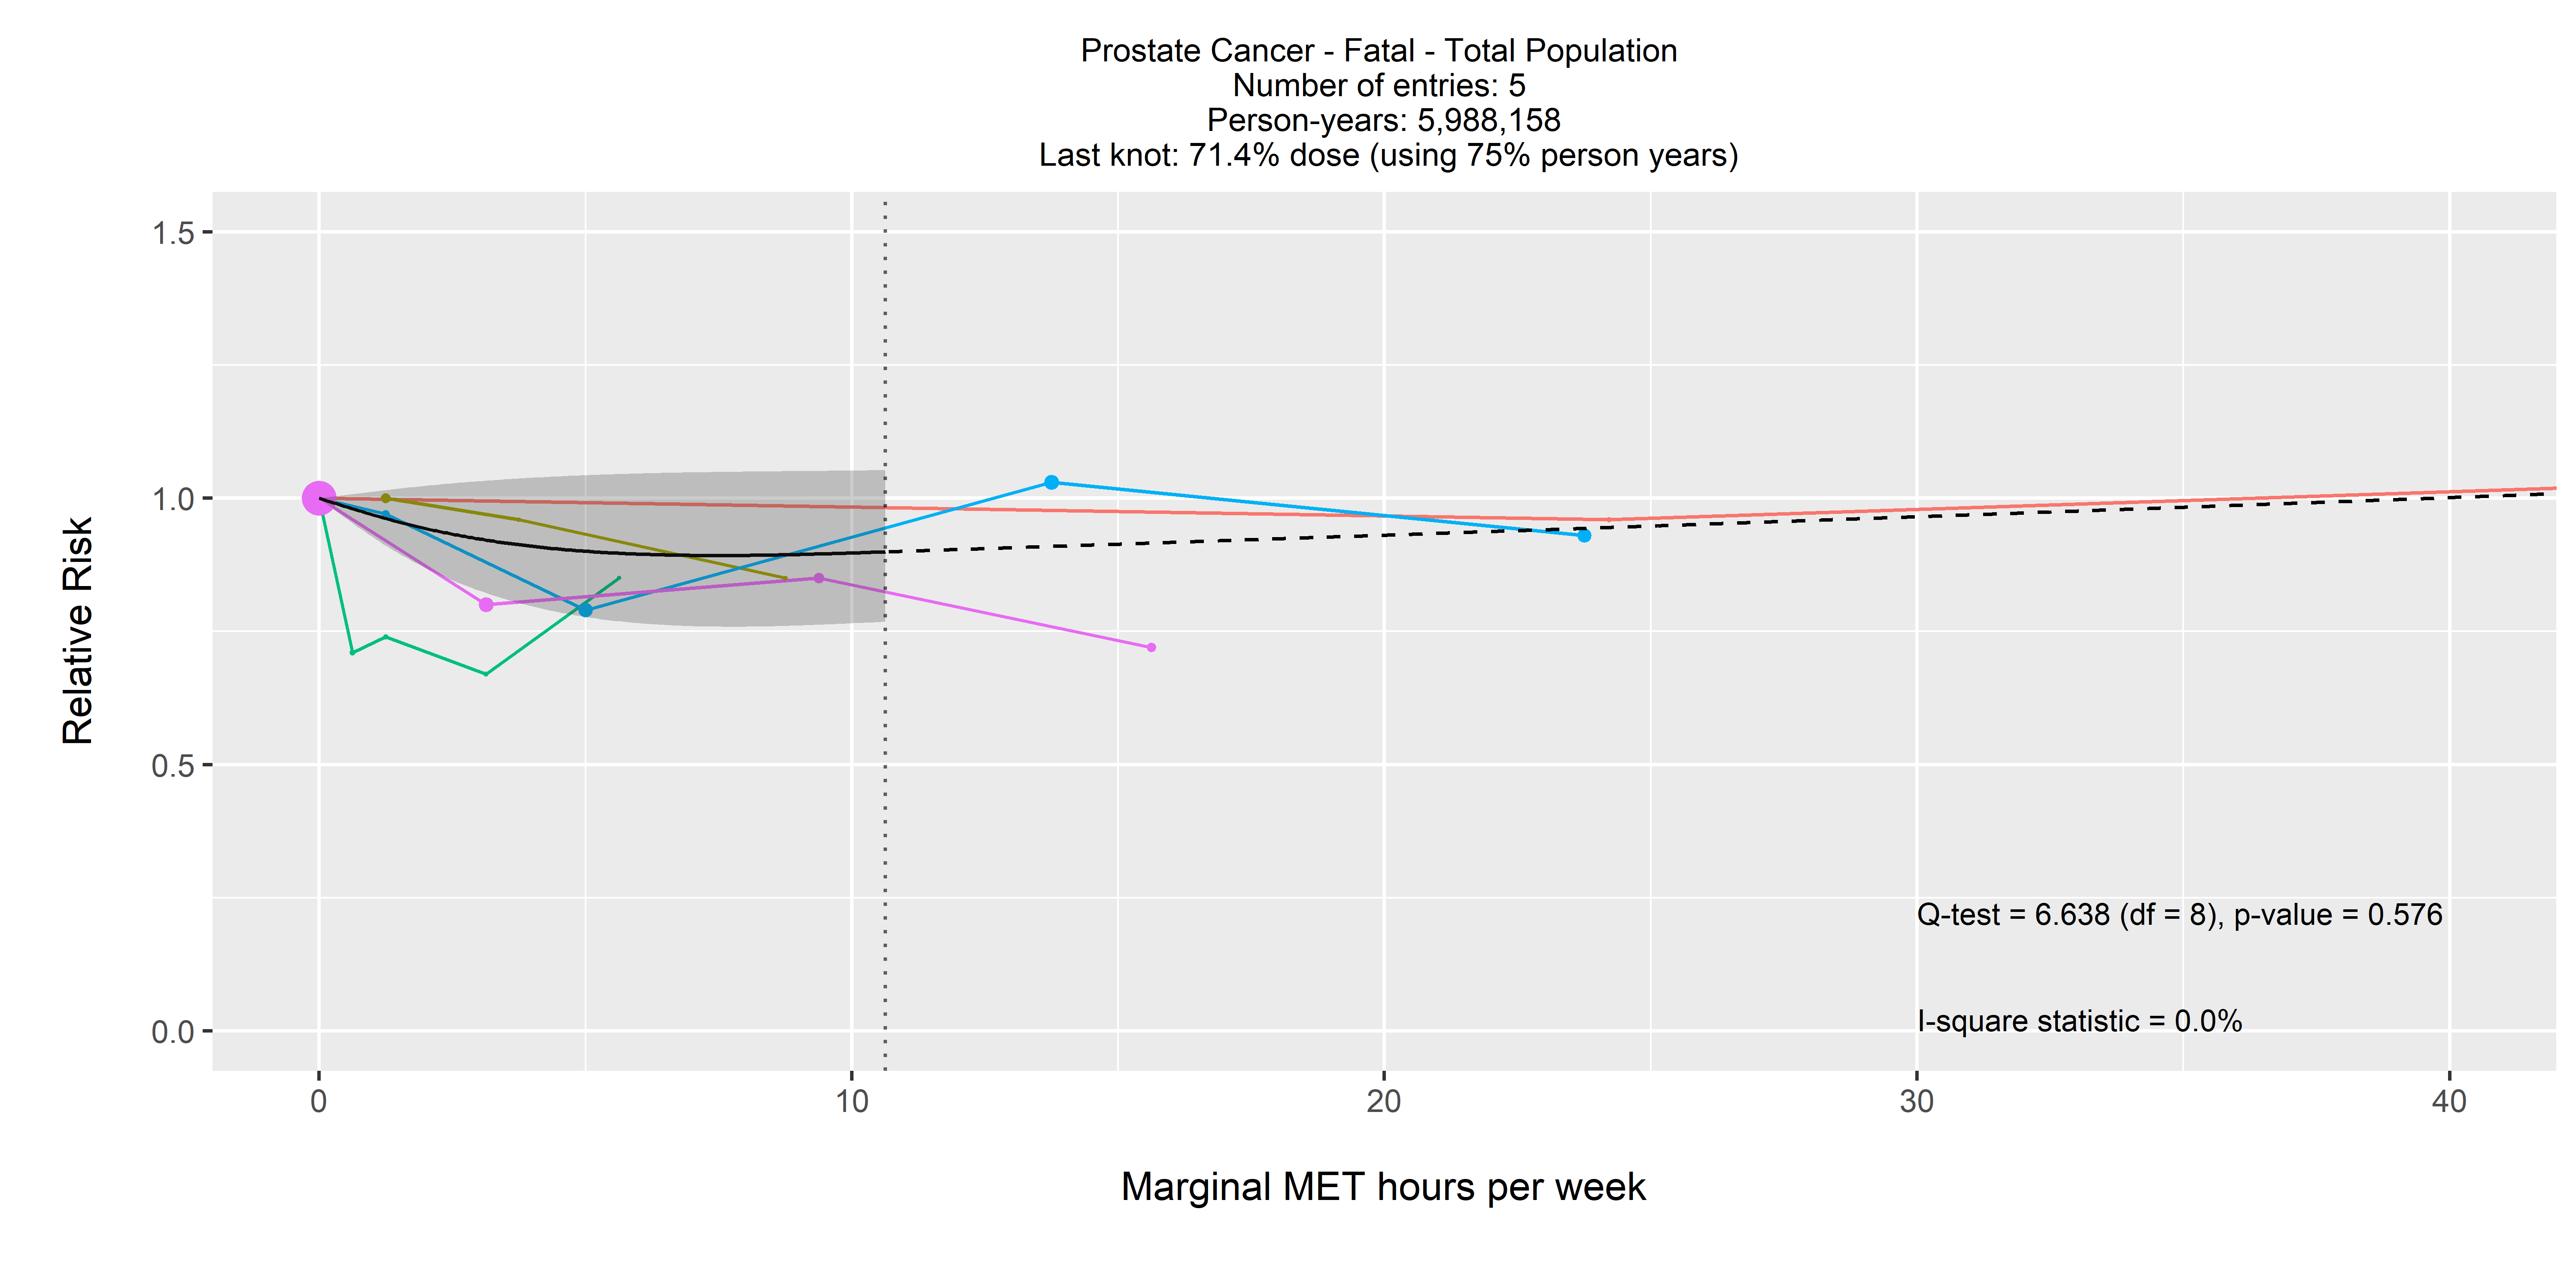 Prostate Cancer - Fatal - Total Population
Number of entries: 5
Person-years: 5,988,158
Last knot: 71.4% dose (using 75% person years)
1.5
1.0
0.5
0.0
Relative Risk
Q-test = 6.638 (df = 8), p-value = 0.576
I-square statistic = 0.0%
0 10 20 30 40
Marginal MET hours per week